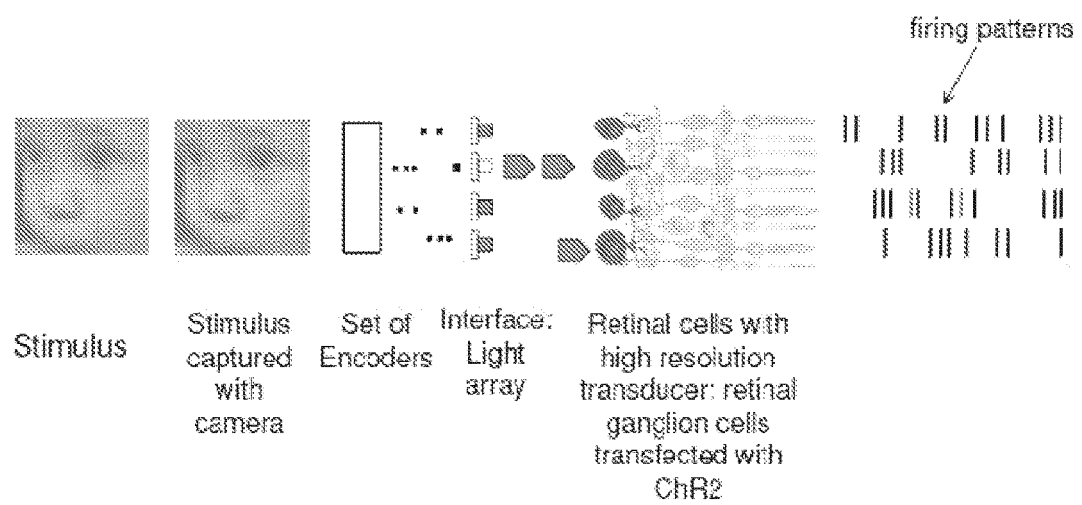 firing patterns
Stimulus
Stimulus
captured
with
camera
Set of
Encoders
Interface:
Light
array
Retinal cells with
high resolution
transducer: retinal
ganglion cells
transfected with
ChR2